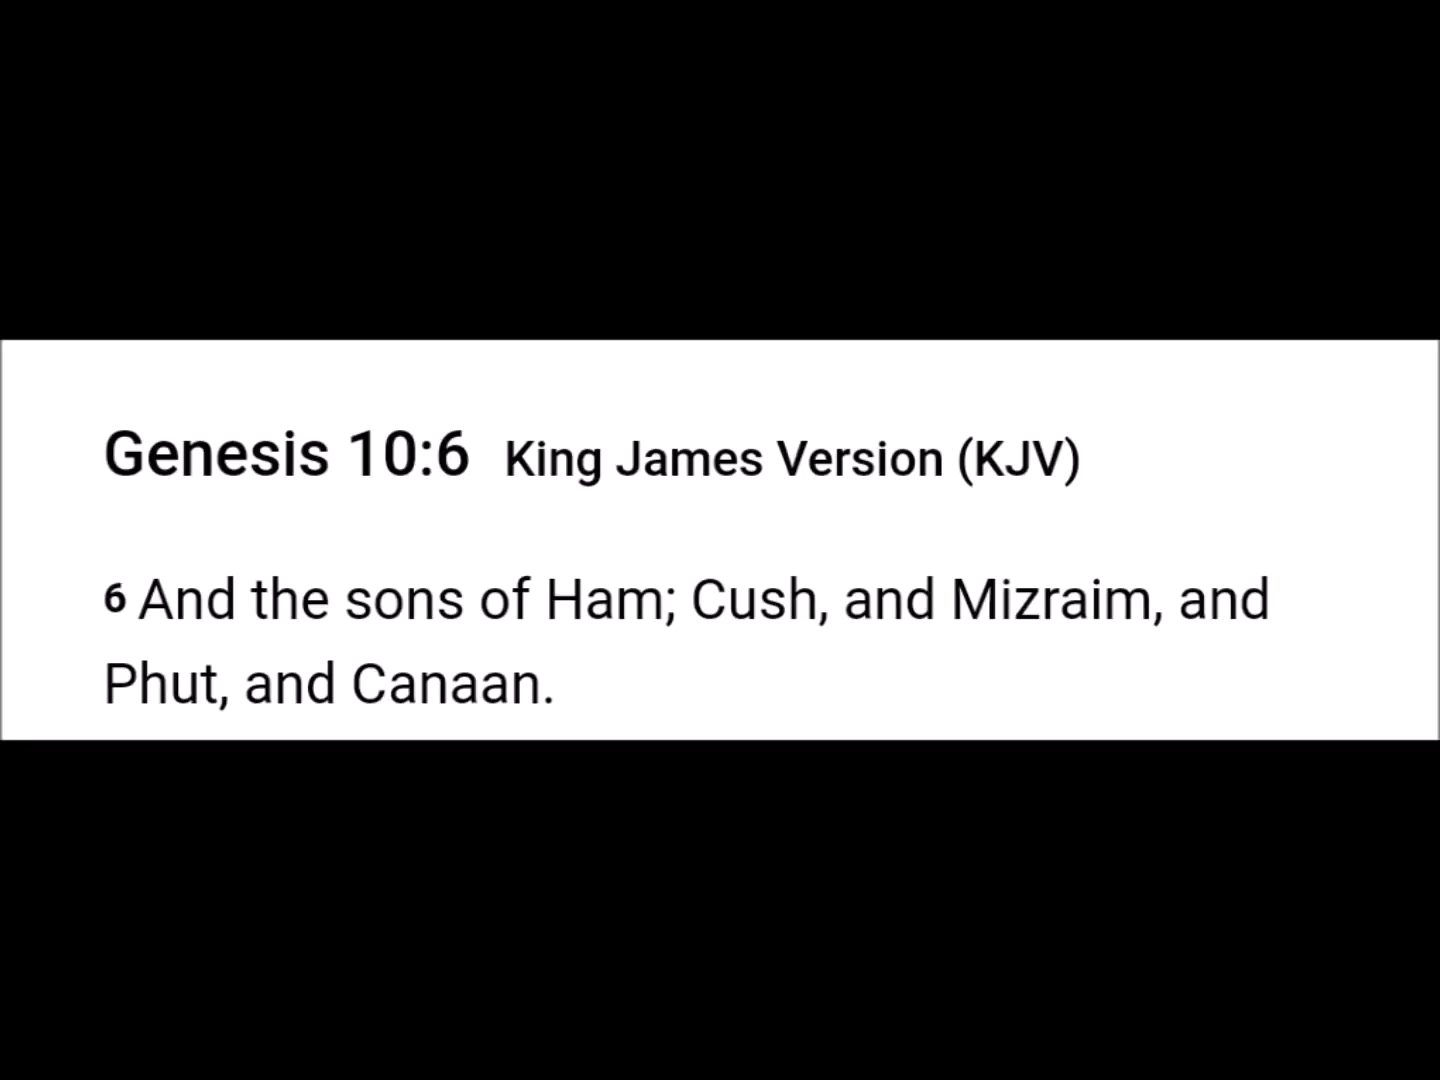 Genesis 10:6 King James Version (KJV)
6 And the sons of Ham; Cush, and Mizraim, and
Phut, and Canaan.